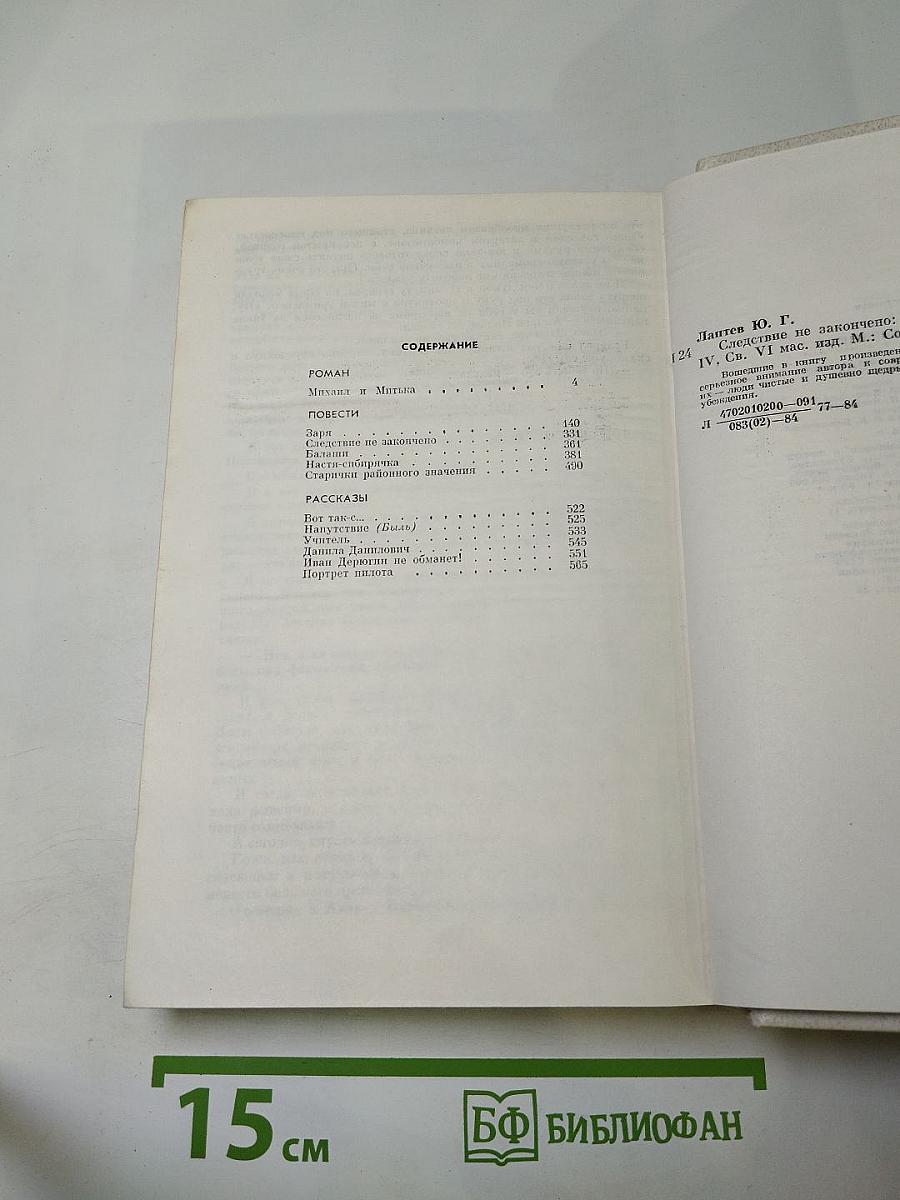 СОДЕРЖАНИЕ
РОМАН
Михаил и Митька . . . . . . . . . 4
ПОВЕСТИ
Заря . . . . . . . . . . . . . . 140
Следствие не закончено . . . . . . . . 331
Балаши . . . . . . . . . . . . . 361
Настя-сибирячка . . . . . . . . . . 381
Старички районного значения . . . . . 490
РАССКАЗЫ
Вот так-с... . . . . . . . . . . . . 522
Напутствие (Быль) . . . . . . . . . 525
Учитель . . . . . . . . . . . . . 533
Данила Данилович . . . . . . . . . . 545
Иван Дерюгин не обманет! . . . . . . 551
Портрет пилота . . . . . . . . . . 565
Лаптев Ю. Г.
24 Следствие не закончено:
IV. Св. VI мас. изд. М.: Со
Вошедшие в книгу произведен
серьезное внимание автора к совр
их — люди чистые и душевно щедры
убеждения.
Л 4702010200—091 77—84
083(02)—84
15 см
БФ БИБЛИОФАН